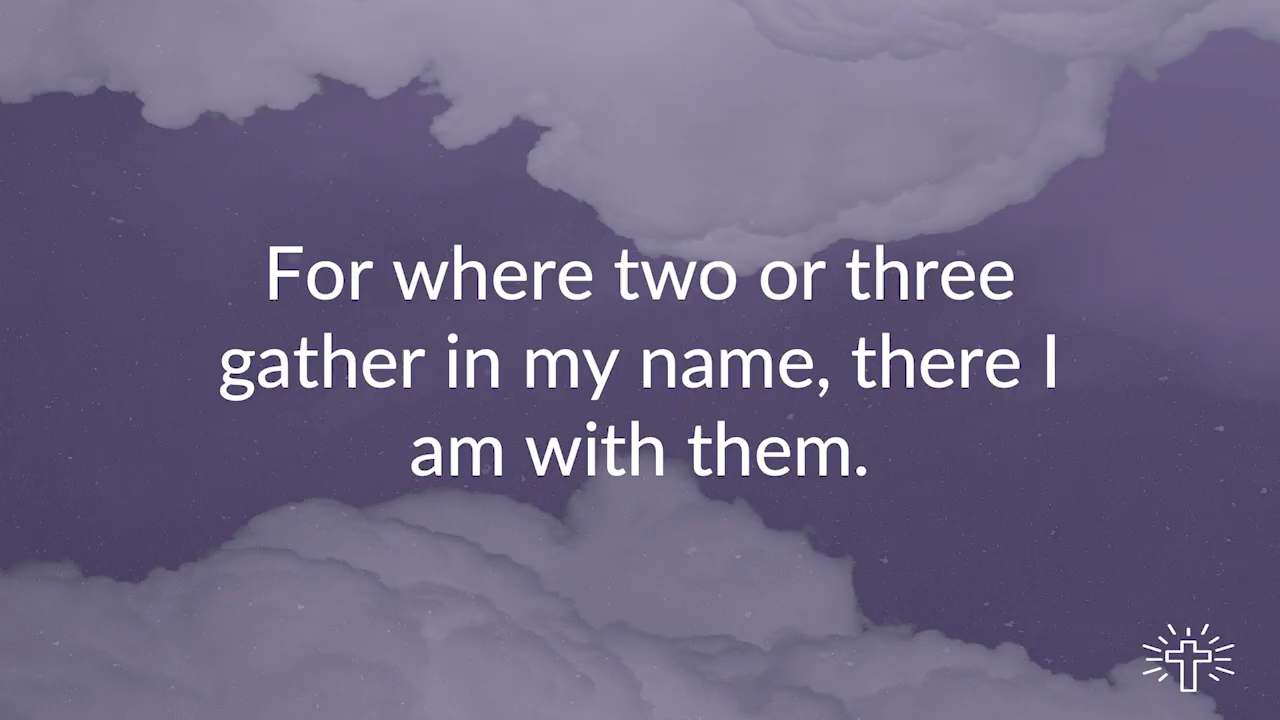 For where two or three
gather in my name, there I
am with them.